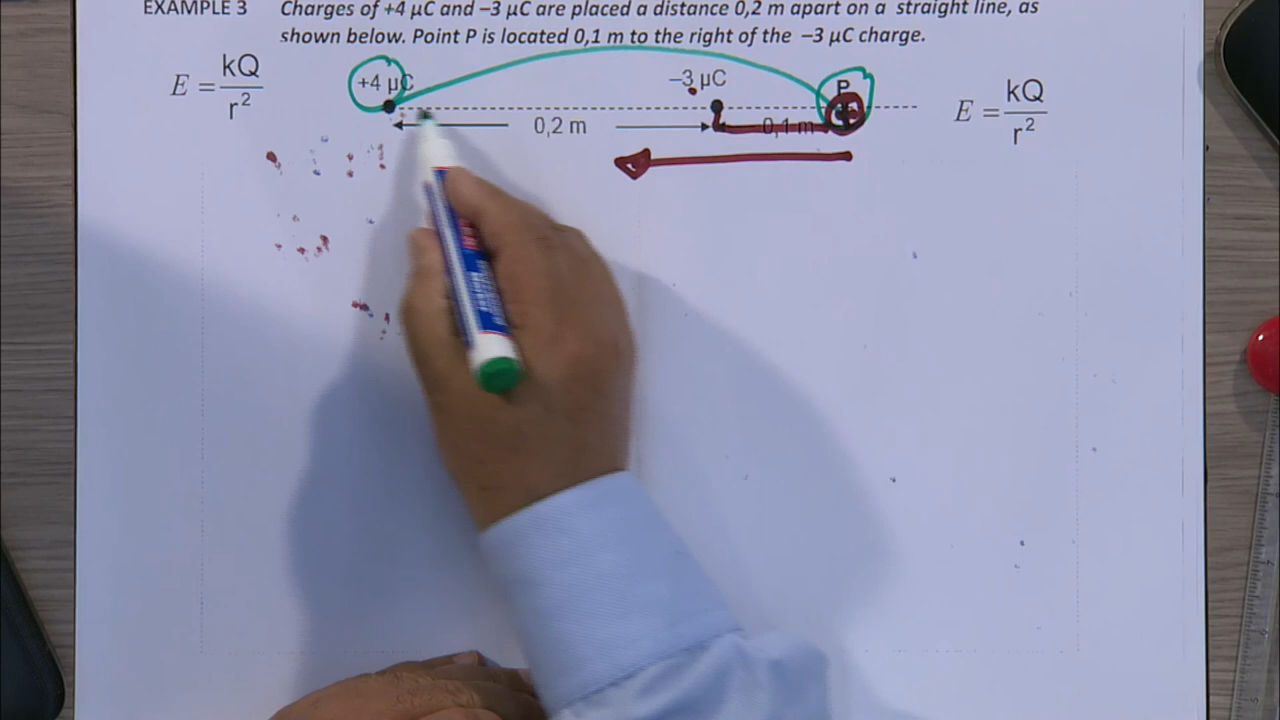 EXAMPLE 3 Charges of +4 µC and –3 µC are placed a distance 0,2 m apart on a straight line, as
shown below. Point P is located 0,1 m to the right of the –3 µC charge.
E = kQ / r²
+4 µC
–3 µC
P
E = kQ / r²
0,2 m
0,1 m